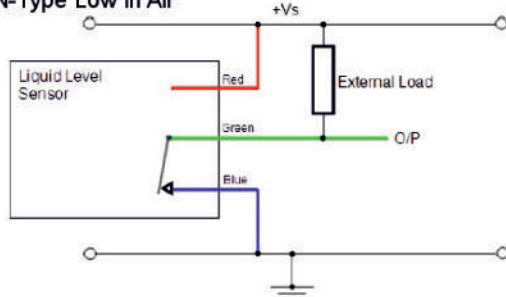 N-Type Low in Air
+Vs
Liquid Level
Sensor
Red
External Load
Green
O/P
Blue